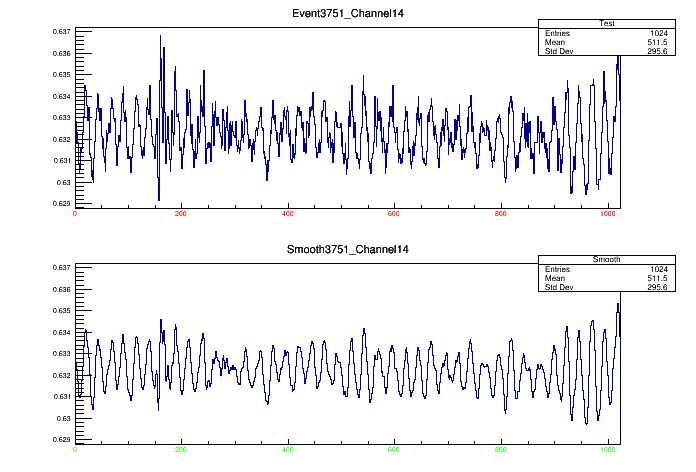 Event3751_Channel14
Test
Entries 1024
Mean 511.5
Std Dev 295.6
0.637
0.636
0.635
0.634
0.633
0.632
0.631
0.63
0.629
0 200 400 600 800 1000
Smooth3751_Channel14
Smooth
Entries 1024
Mean 511.5
Std Dev 295.6
0.637
0.636
0.635
0.634
0.633
0.632
0.631
0.63
0.629
0 200 400 600 800 1000